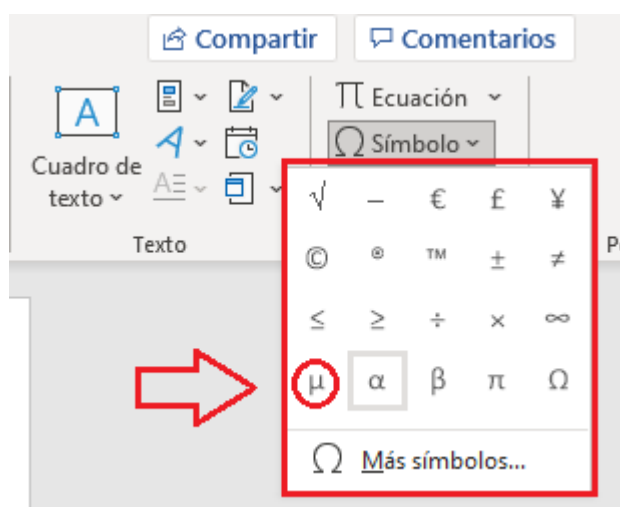 Compartir Comentarios
A
Ecuación
Símbolo
Cuadro de
texto
Texto
√ – € £ ¥
© ® ™ ± ≠
≤ ≥ ÷ × ∞
µ α β π Ω
Ω Más símbolos...